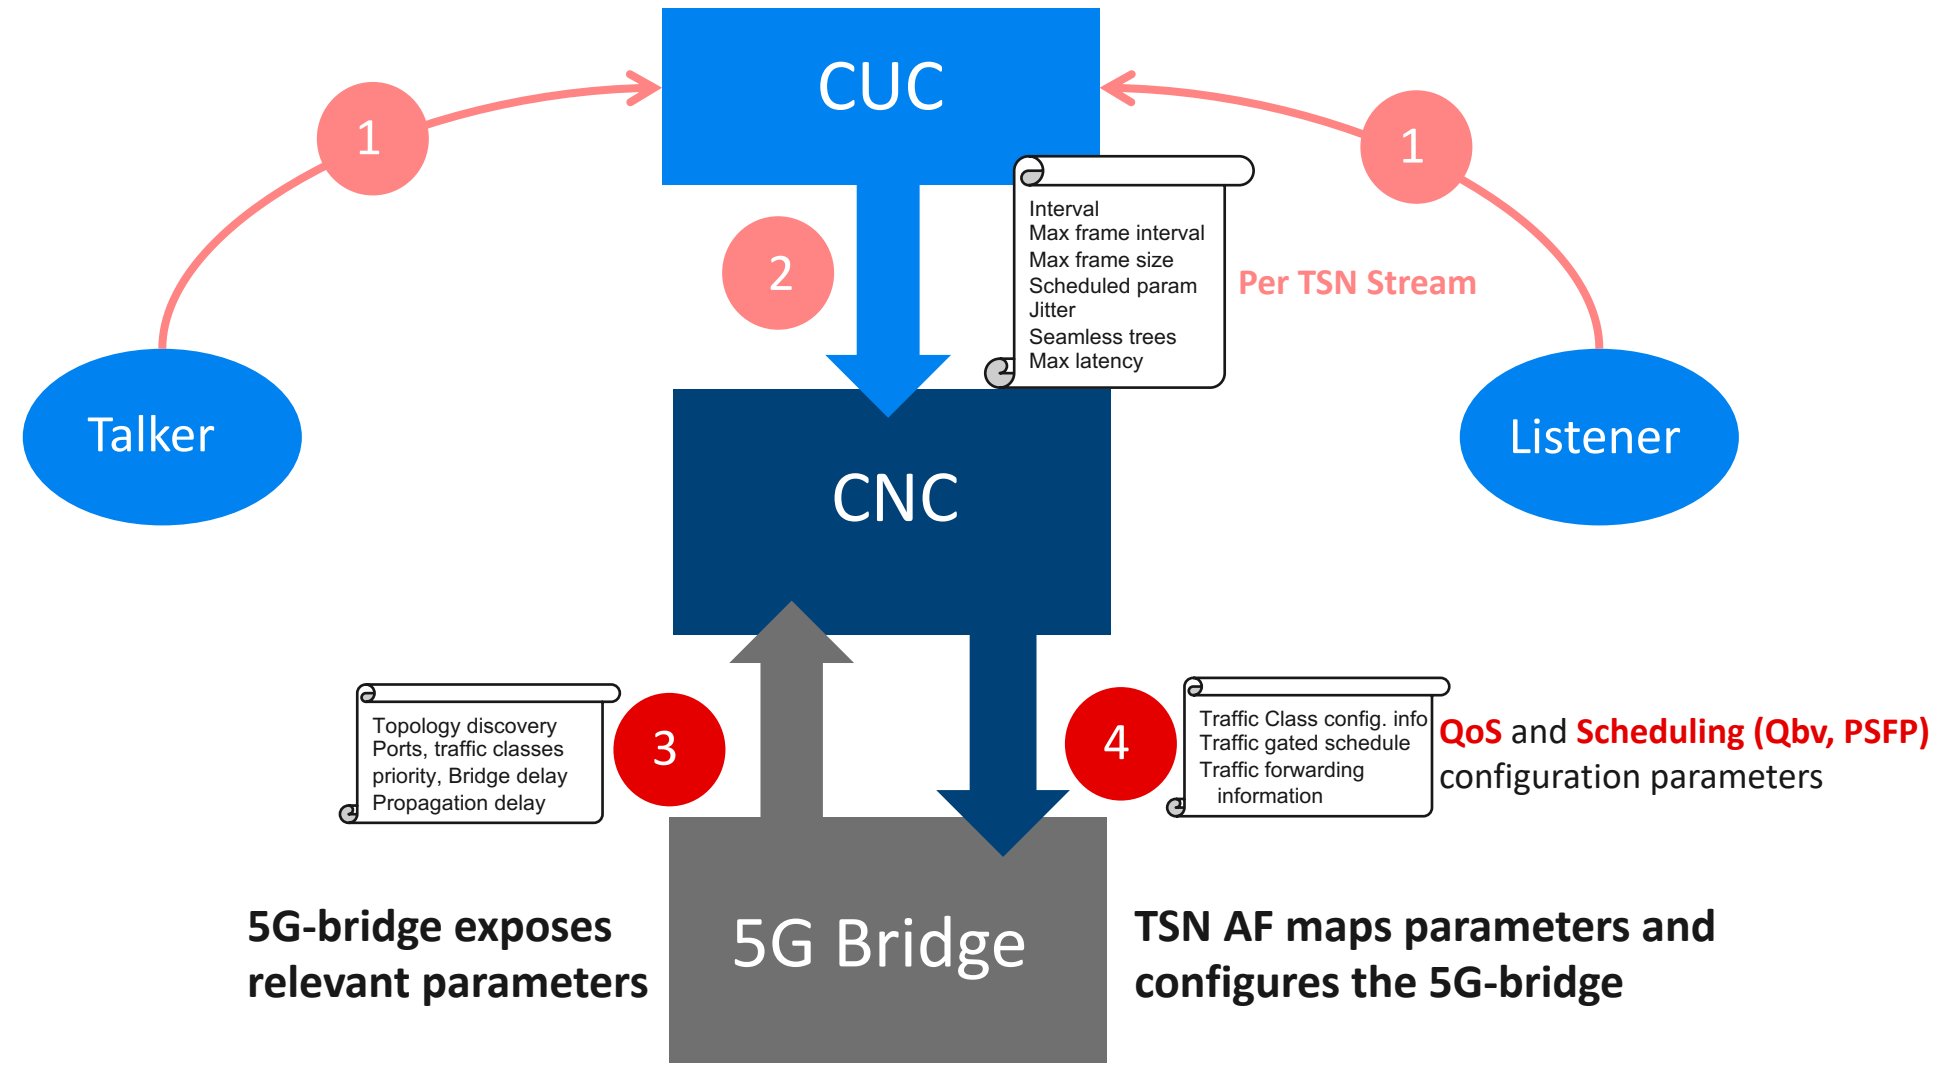 CUC
1
1
2
Interval
Max frame interval
Max frame size
Scheduled param
Jitter
Seamless trees
Max latency
Per TSN Stream
Talker
Listener
CNC
Topology discovery
Ports, traffic classes
priority, Bridge delay
Propagation delay
3
4
Traffic Class config. info
Traffic gated schedule
Traffic forwarding
information
QoS and Scheduling (Qbv, PSFP)
configuration parameters
5G-bridge exposes
relevant parameters
5G Bridge
TSN AF maps parameters and
configures the 5G-bridge